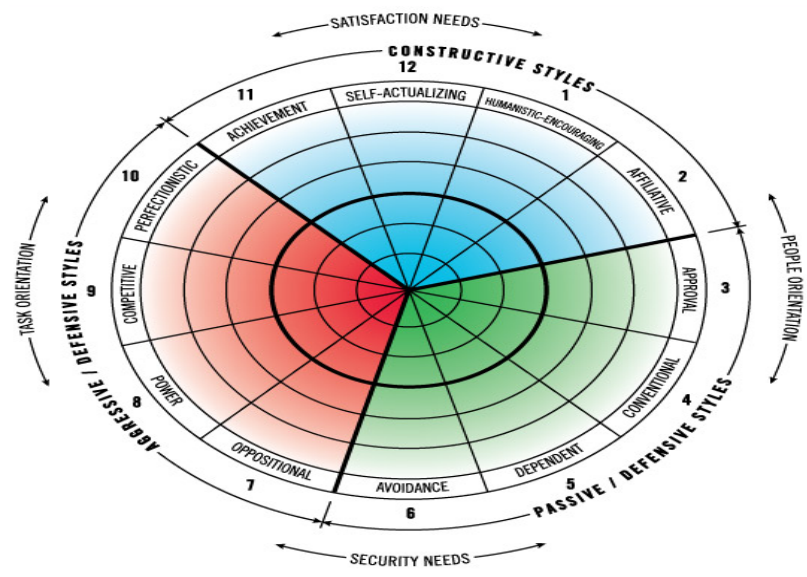 SATISFACTION NEEDS
CONSTRUCTIVE STYLES
12
11
1
SELF-ACTUALIZING
ACHIEVEMENT
HUMANISTIC-ENCOURAGING
10
2
PERFECTIONISTIC
AFFILIATIVE
TASK ORIENTATION
PEOPLE ORIENTATION
AGGRESSIVE / DEFENSIVE STYLES
9
COMPETITIVE
APPROVAL
3
8
POWER
CONVENTIONAL
4
OPPOSITIONAL
DEPENDENT
AVOIDANCE
7
5
6
PASSIVE / DEFENSIVE STYLES
SECURITY NEEDS